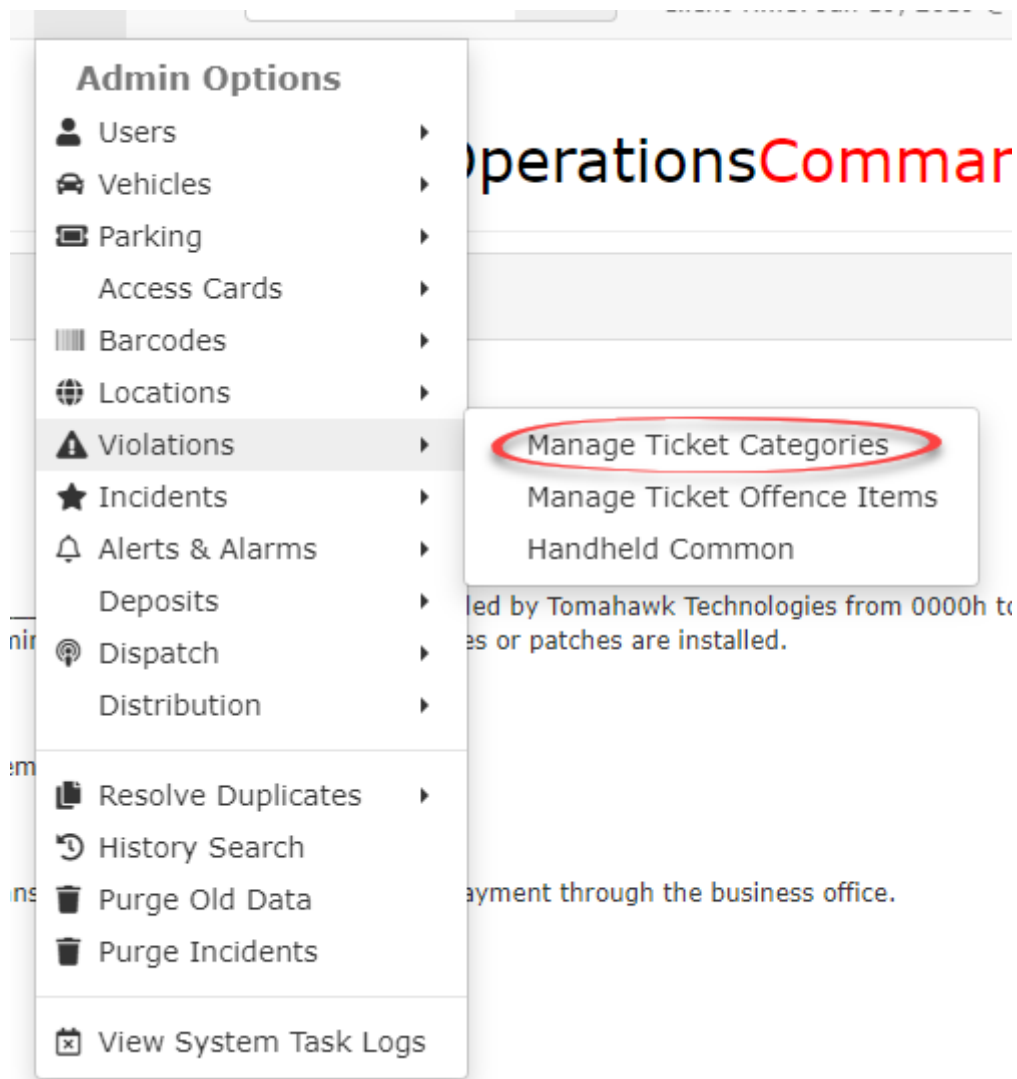 Admin Options
Users
Vehicles
Parking
Access Cards
Barcodes
Locations
Violations
Incidents
Alerts & Alarms
Deposits
Dispatch
Distribution
Resolve Duplicates
History Search
Purge Old Data
Purge Incidents
View System Task Logs
Manage Ticket Categories
Manage Ticket Offence Items
Handheld Common
perationsComman
led by Tomahawk Technologies from 0000h to
es or patches are installed.
ayment through the business office.